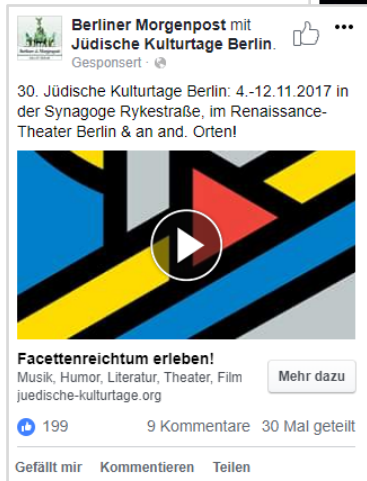 Berliner Morgenpost mit
Jüdische Kulturtage Berlin.
Gesponsert ·
30. Jüdische Kulturtage Berlin: 4.-12.11.2017 in
der Synagoge Rykestraße, im Renaissance-
Theater Berlin & an and. Orten!
Facettenreichtum erleben!
Musik, Humor, Literatur, Theater, Film
juedische-kulturtage.org
Mehr dazu
199
9 Kommentare 30 Mal geteilt
Gefällt mir Kommentieren Teilen